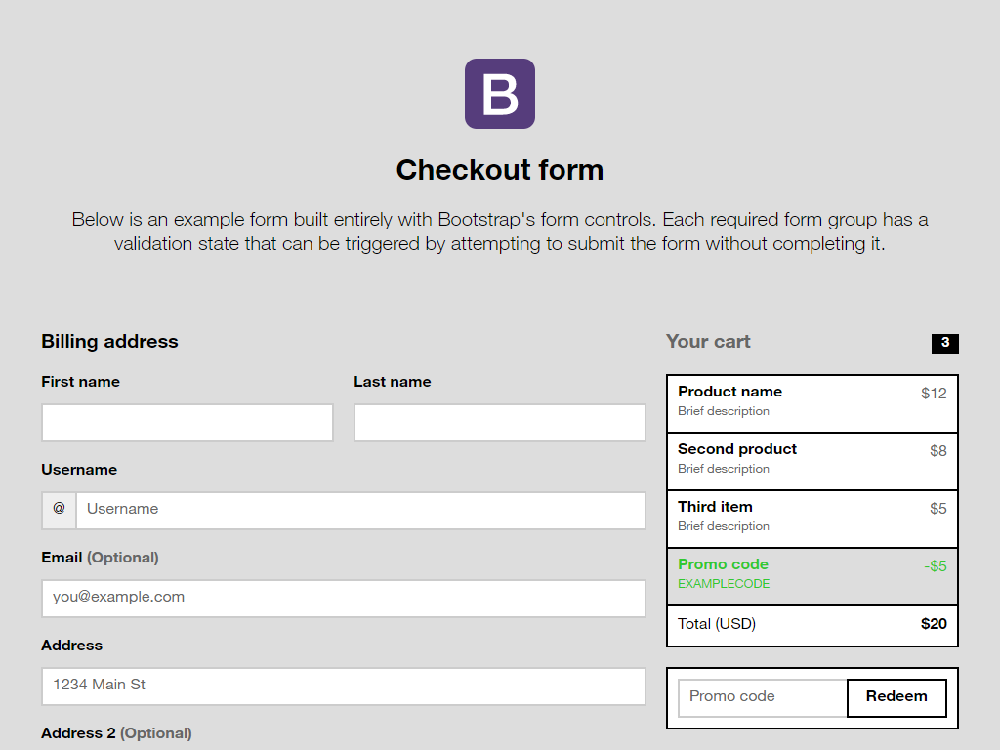 B
Checkout form
Below is an example form built entirely with Bootstrap's form controls. Each required form group has a
validation state that can be triggered by attempting to submit the form without completing it.
Billing address
First name Last name
Username
@ Username
Email (Optional)
you@example.com
Address
1234 Main St
Address 2 (Optional)
Your cart 3
Product name $12
Brief description
Second product $8
Brief description
Third item $5
Brief description
Promo code -$5
EXAMPLECODE
Total (USD) $20
Promo code Redeem